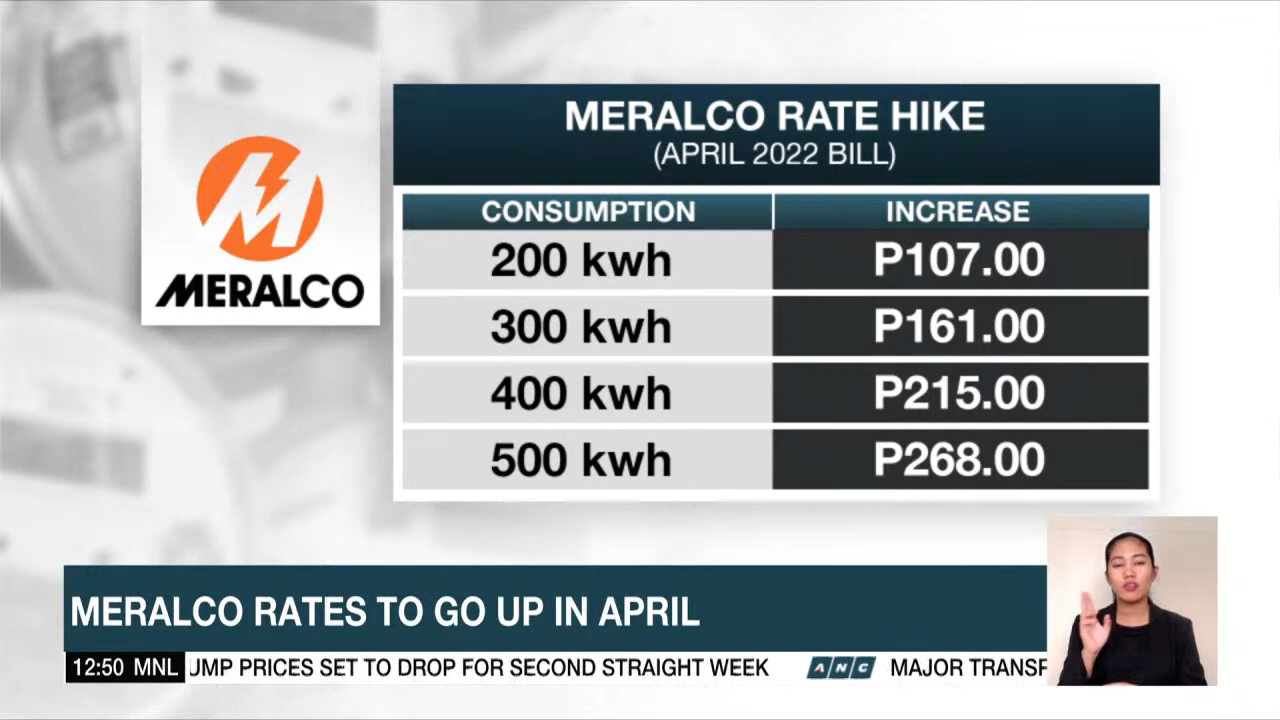 MERALCO
MERALCO RATE HIKE
(APRIL 2022 BILL)
CONSUMPTION INCREASE
200 kwh P107.00
300 kwh P161.00
400 kwh P215.00
500 kwh P268.00
MERALCO RATES TO GO UP IN APRIL
12:50 MNL UMP PRICES SET TO DROP FOR SECOND STRAIGHT WEEK ANC MAJOR TRANSP